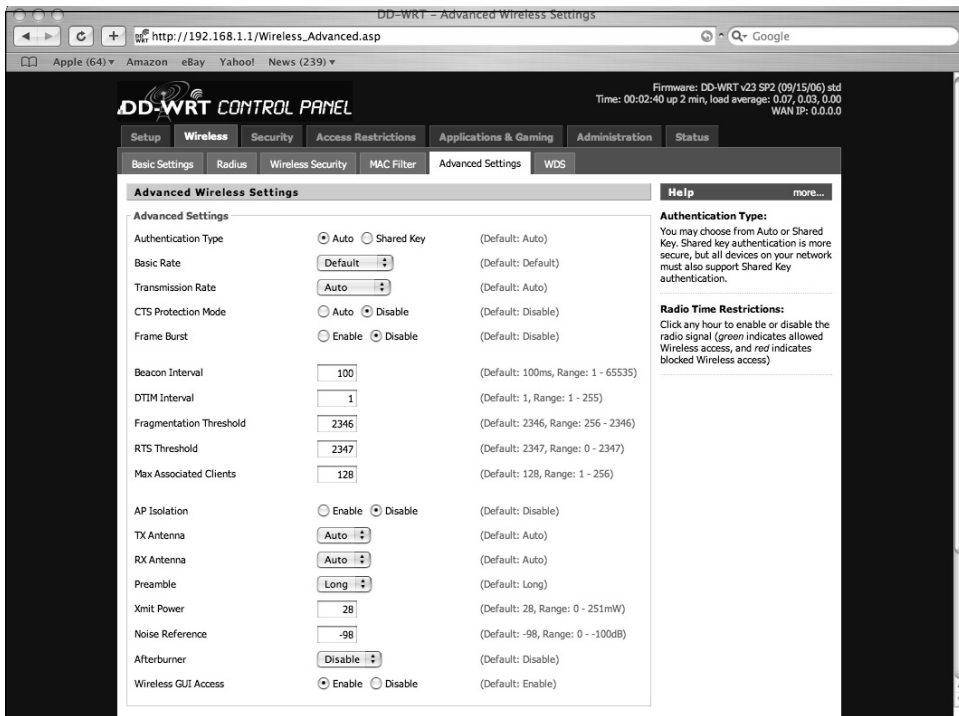 DD-WRT – Advanced Wireless Settings
http://192.168.1.1/Wireless_Advanced.asp
Google
Apple (64) Amazon eBay Yahoo! News (239)
DD-WRT CONTROL PANEL
Firmware: DD-WRT v23 SP2 (09/15/06) std
Time: 00:02:40 up 2 min, load average: 0.07, 0.03, 0.00
WAN IP: 0.0.0.0
Setup Wireless Security Access Restrictions Applications & Gaming Administration Status
Basic Settings Radius Wireless Security MAC Filter Advanced Settings WDS
Advanced Wireless Settings
Advanced Settings
Authentication Type Auto Shared Key (Default: Auto)
Basic Rate Default (Default: Default)
Transmission Rate Auto (Default: Auto)
CTS Protection Mode Auto Disable (Default: Disable)
Frame Burst Enable Disable (Default: Disable)
Beacon Interval 100 (Default: 100ms, Range: 1 - 65535)
DTIM Interval 1 (Default: 1, Range: 1 - 255)
Fragmentation Threshold 2346 (Default: 2346, Range: 256 - 2346)
RTS Threshold 2347 (Default: 2347, Range: 0 - 2347)
Max Associated Clients 128 (Default: 128, Range: 1 - 256)
AP Isolation Enable Disable (Default: Disable)
TX Antenna Auto (Default: Auto)
RX Antenna Auto (Default: Auto)
Preamble Long (Default: Long)
Xmit Power 28 (Default: 28, Range: 0 - 251mW)
Noise Reference -98 (Default: -98, Range: 0 - -100dB)
Afterburner Disable (Default: Disable)
Wireless GUI Access Enable Disable (Default: Enable)
Help more...
Authentication Type:
You may choose from Auto or Shared
Key. Shared key authentication is more
secure, but all devices on your network
must also support Shared Key
authentication.
Radio Time Restrictions:
Click any hour to enable or disable the
radio signal (green indicates allowed
Wireless access, and red indicates
blocked Wireless access)